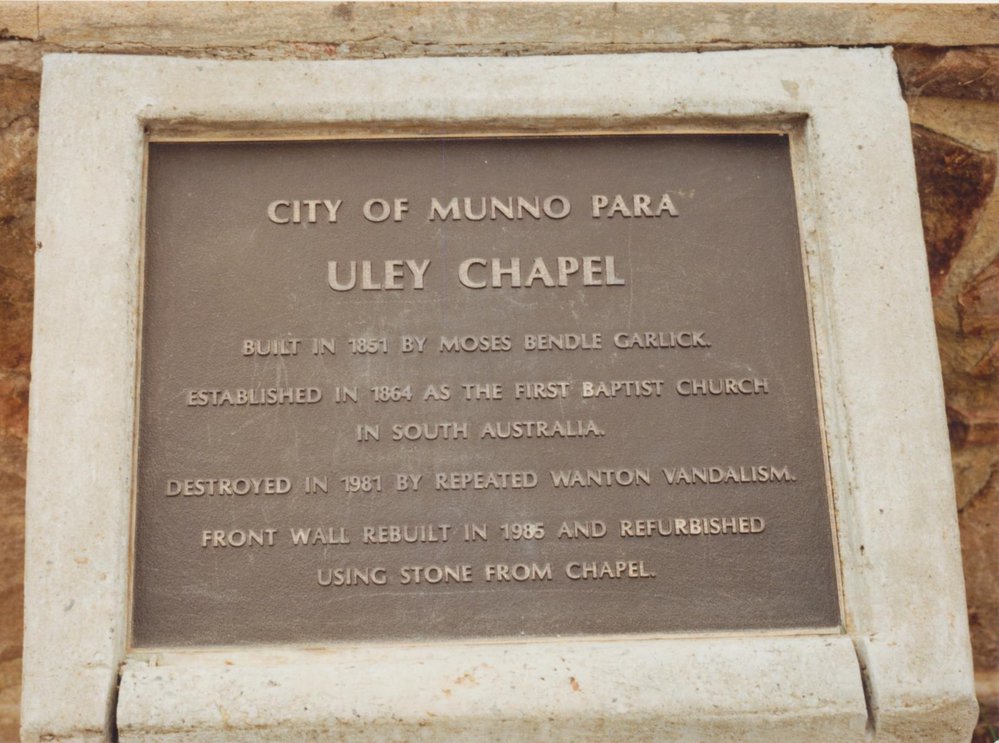 CITY OF MUNNO PARA
ULEY CHAPEL
BUILT IN 1851 BY MOSES BENDLE GARLICK.
ESTABLISHED IN 1864 AS THE FIRST BAPTIST CHURCH
IN SOUTH AUSTRALIA.
DESTROYED IN 1981 BY REPEATED WANTON VANDALISM.
FRONT WALL REBUILT IN 1985 AND REFURBISHED
USING STONE FROM CHAPEL.